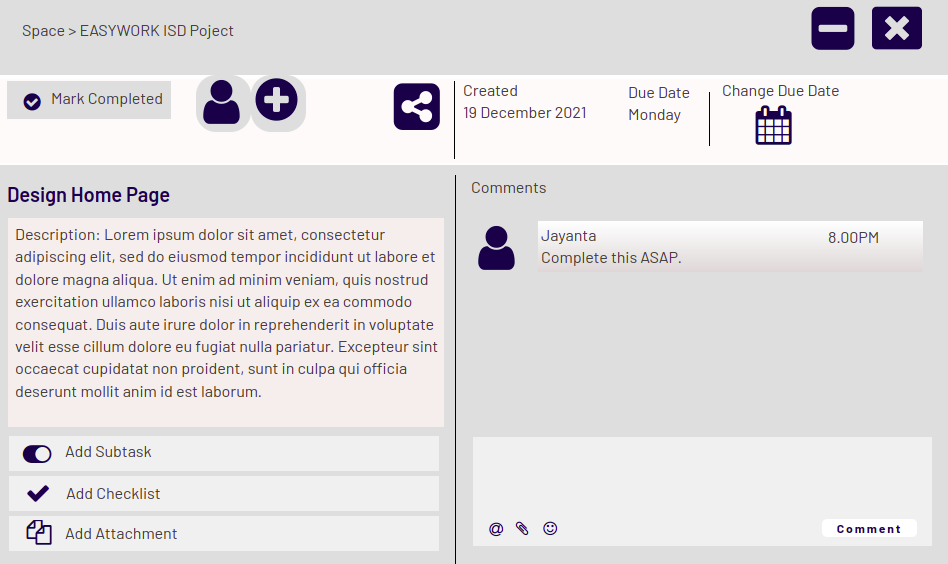 Space > EASYWORK ISD Poject
Mark Completed
Created
19 December 2021
Due Date
Monday
Change Due Date
Design Home Page
Description: Lorem ipsum dolor sit amet, consectetur
adipiscing elit, sed do eiusmod tempor incididunt ut labore et
dolore magna aliqua. Ut enim ad minim veniam, quis nostrud
exercitation ullamco laboris nisi ut aliquip ex ea commodo
consequat. Duis aute irure dolor in reprehenderit in voluptate
velit esse cillum dolore eu fugiat nulla pariatur. Excepteur sint
occaecat cupidatat non proident, sunt in culpa qui officia
deserunt mollit anim id est laborum.
Add Subtask
Add Checklist
Add Attachment
Comments
Jayanta
8.00PM
Complete this ASAP.
@
Comment